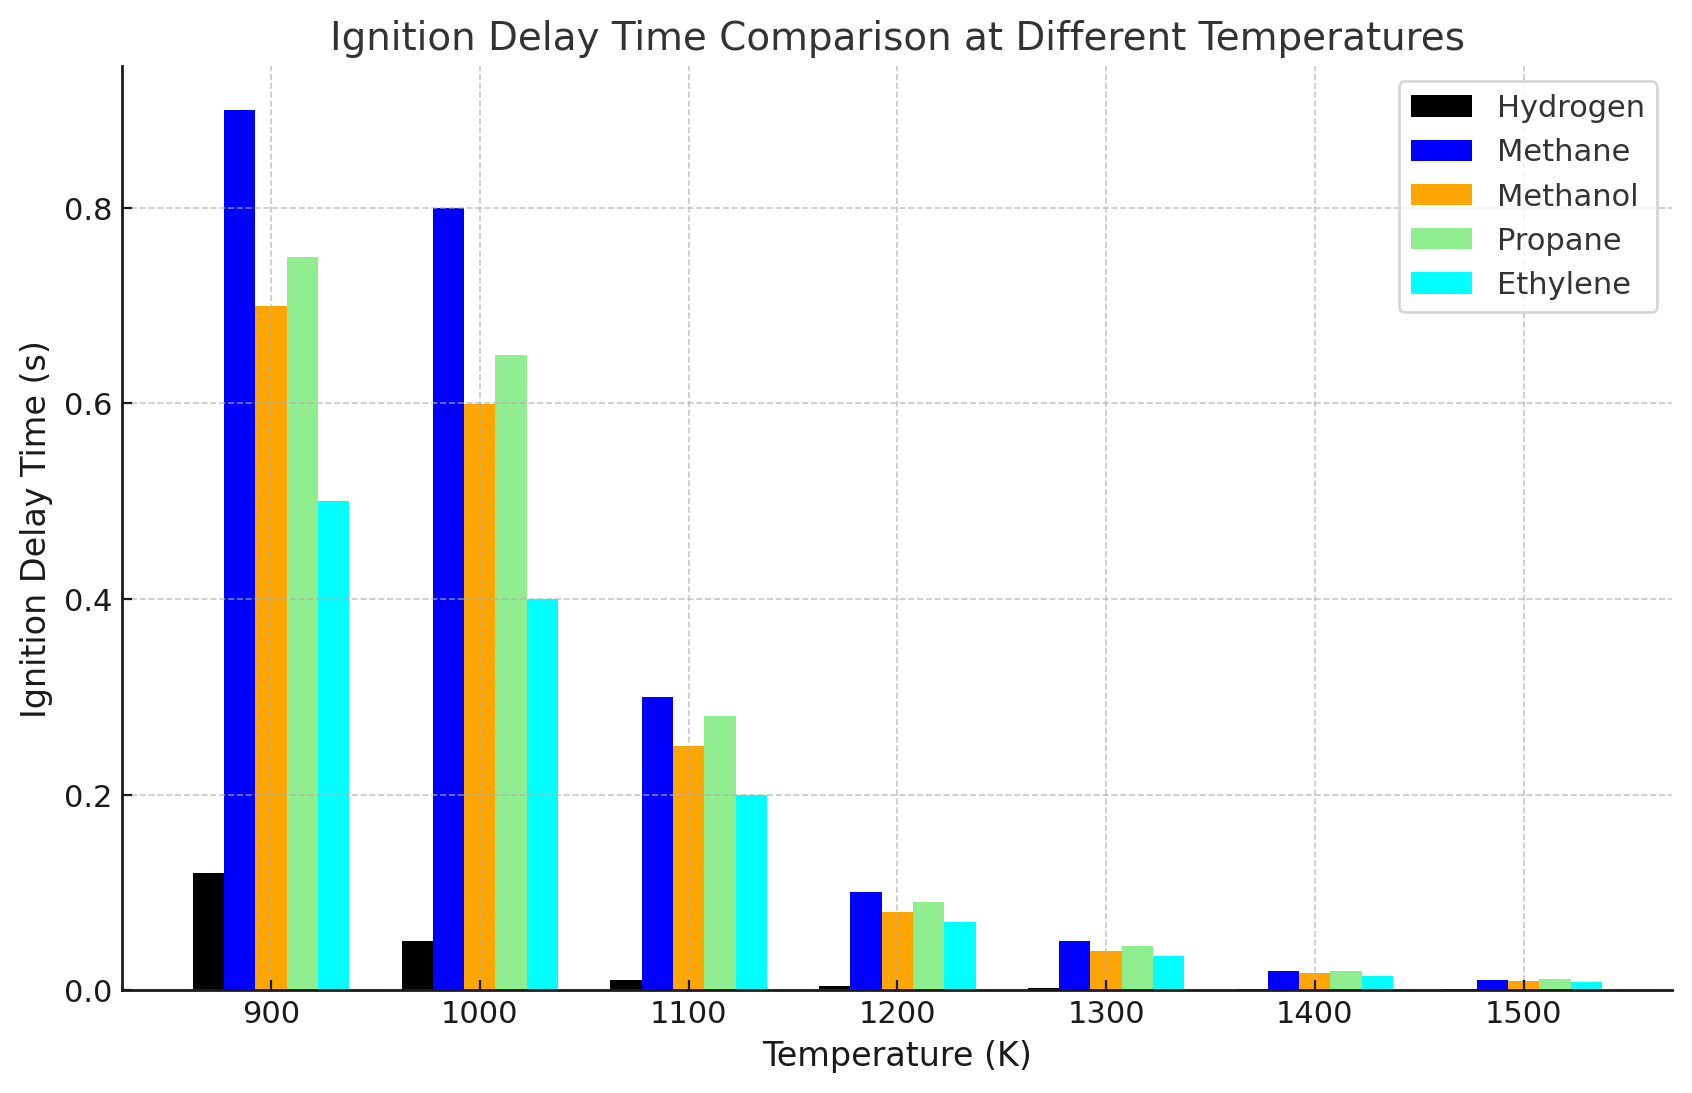 Ignition Delay Time Comparison at Different Temperatures
Hydrogen
Methane
Methanol
Propane
Ethylene
Ignition Delay Time (s)
0.8
0.6
0.4
0.2
0.0
900 1000 1100 1200 1300 1400 1500
Temperature (K)